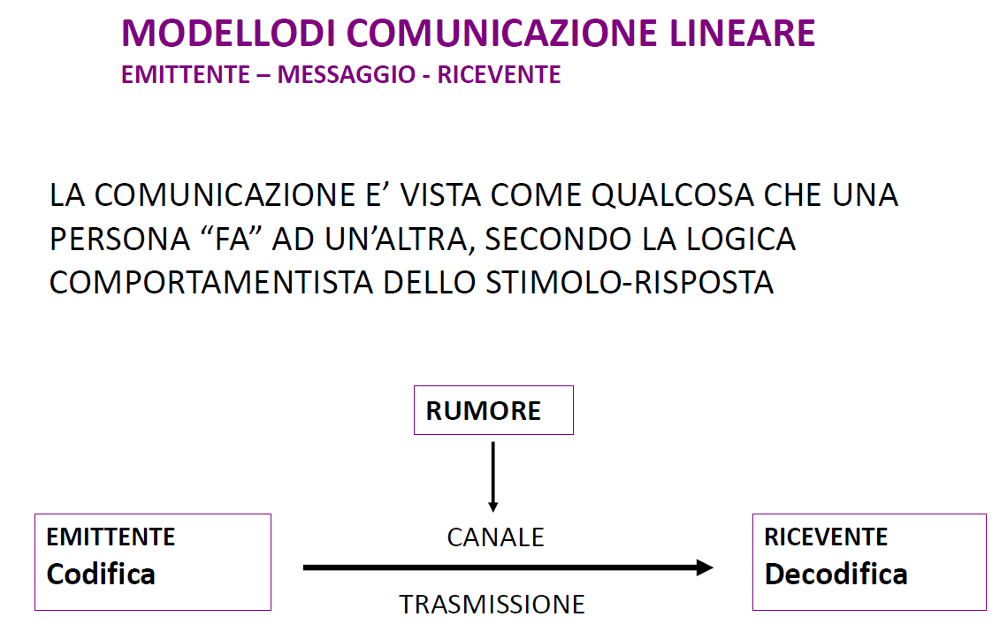 MODELLODI COMUNICAZIONE LINEARE
EMITTENTE – MESSAGGIO - RICEVENTE
LA COMUNICAZIONE E’ VISTA COME QUALCOSA CHE UNA
PERSONA “FA” AD UN’ALTRA, SECONDO LA LOGICA
COMPORTAMENTISTA DELLO STIMOLO-RISPOSTA
RUMORE
EMITTENTE
Codifica
CANALE
TRASMISSIONE
RICEVENTE
Decodifica